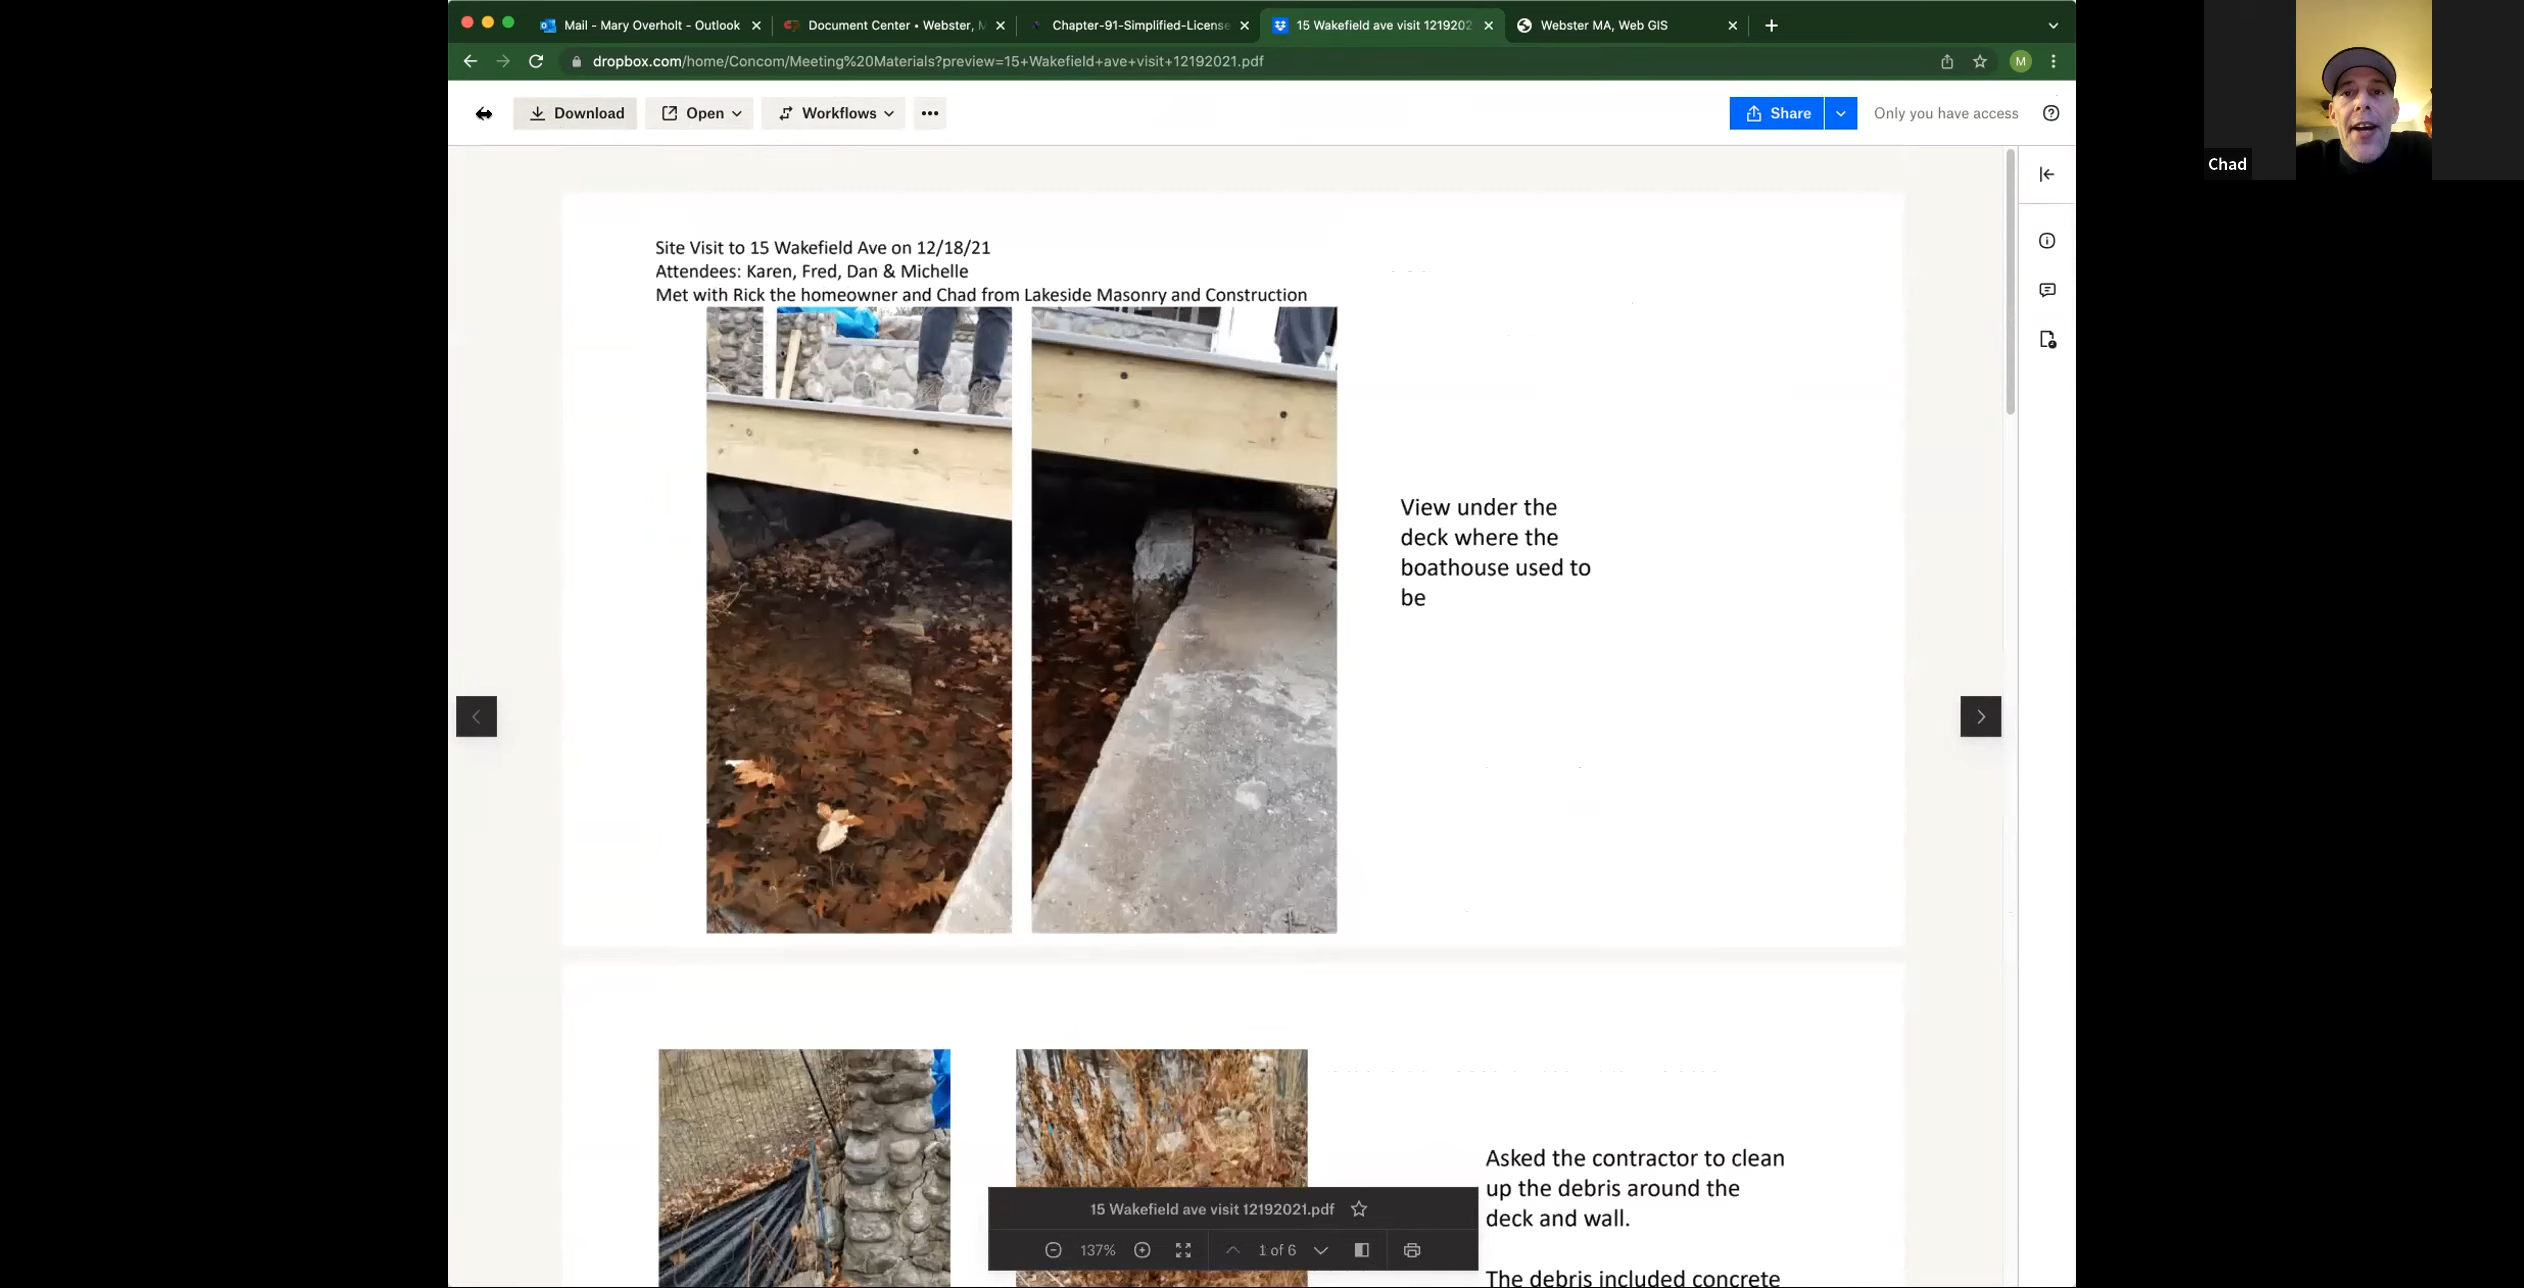 Mail - Mary Overholt - Outlook
Document Center • Webster, M
Chapter-91-Simplified-License
15 Wakefield ave visit 1219202
Webster MA, Web GIS
dropbox.com/home/Concom/Meeting%20Materials?preview=15+Wakefield+ave+visit+12192021.pdf
M
Download
Open
Workflows
Share
Only you have access
Chad
Site Visit to 15 Wakefield Ave on 12/18/21
Attendees: Karen, Fred, Dan & Michelle
Met with Rick the homeowner and Chad from Lakeside Masonry and Construction
View under the
deck where the
boathouse used to
be
Asked the contractor to clean
up the debris around the
deck and wall.
The debris included concrete
15 Wakefield ave visit 12192021.pdf
137%
1 of 6